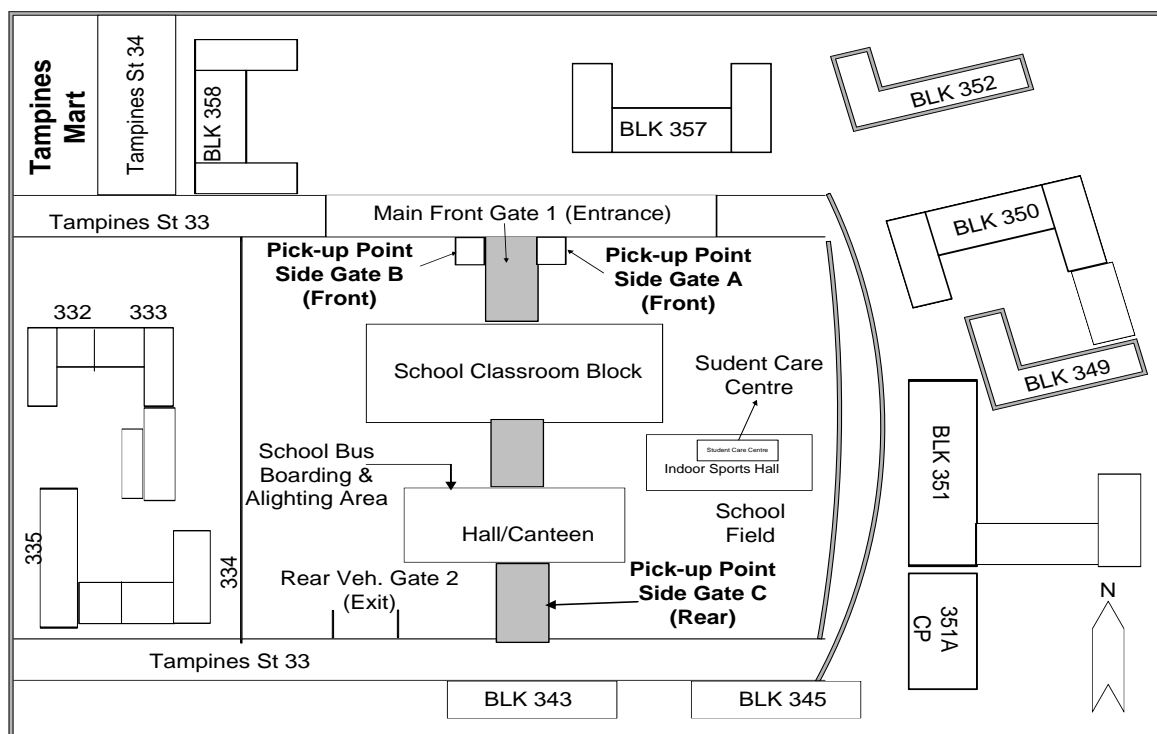 Tampines
Mart
Tampines St 34
BLK 358
BLK 357
BLK 352
Tampines St 33
Main Front Gate 1 (Entrance)
BLK 350
Pick-up Point
Side Gate B
(Front)
Pick-up Point
Side Gate A
(Front)
332
333
School Classroom Block
Sudent Care
Centre
BLK 349
Student Care Centre
Indoor Sports Hall
BLK 351
School Bus
Boarding &
Alighting Area
School
Field
Hall/Canteen
335
334
Rear Veh. Gate 2
(Exit)
Pick-up Point
Side Gate C
(Rear)
351A
CP
N
Tampines St 33
BLK 343
BLK 345